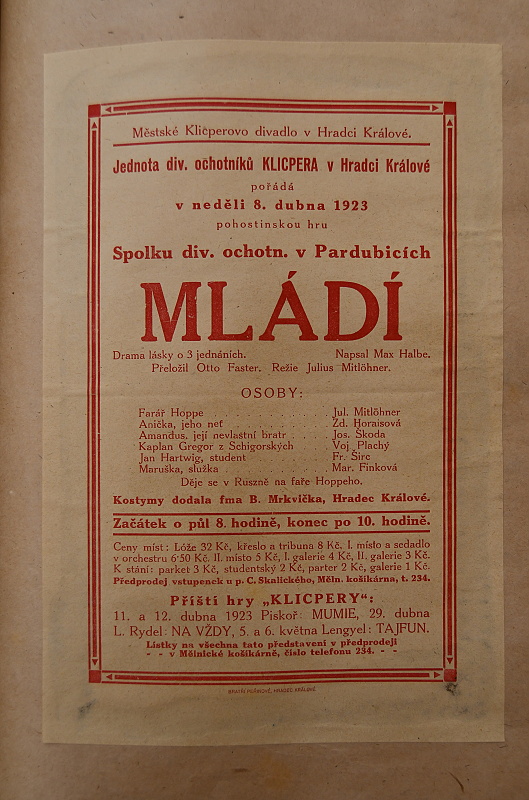 Městské Klicperovo divadlo v Hradci Králové.
Jednota div. ochotníků KLICPERA v Hradci Králové
pořádá
v neděli 8. dubna 1923
pohostinskou hru
Spolku div. ochotn. v Pardubicích
MLÁDÍ
Drama lásky o 3 jednáních. Napsal Max Halbe.
Přeložil Otto Faster. Režie Julius Mitlöhner.
OSOBY:
Farář Hoppe . . . . . . . . . . . . Jul. Mitlöhner
Anička, jeho neť . . . . . . . . . . Zd. Horaisová
Amandus, její nevlastní bratr . . . . Jos. Škoda
Kaplan Gregor z Schigorských Voj Plachý
Jan Hartwig, student . . . . . . . . Fr. Širc
Maruška, služka . . . . . . . . . . Mar. Finková
Děje se v Ruszně na faře Hoppeho.
Kostymy dodala fma B. Mrkvička, Hradec Králové.
Začátek o půl 8. hodině, konec po 10. hodině.
Ceny míst: Lóže 32 Kč, křeslo a tribuna 8 Kč. I. místo a sedadlo
v orchestru 6·50 Kč. II. místo 5 Kč, I. galerie 4 Kč, II. galerie 3 Kč.
K stání: parket 3 Kč, studentský 2 Kč, parter 2 Kč, galerie 1 Kč.
Předprodej vstupenek u p. C. Skalického, Měln. košíkárna, t. 234.
Příští hry „KLICPERY“:
11. a 12. dubna 1923 Piskoř: MUMIE, 29. dubna
L. Rydel: NA VŽDY, 5. a 6. května Lengyel: TAJFUN.
Lístky na všechna tato představení v předprodeji
- - v Mělnické košíkárně, číslo telefonu 234. - -
BRATŘI PEŘINOVÉ, HRADEC KRÁLOVÉ